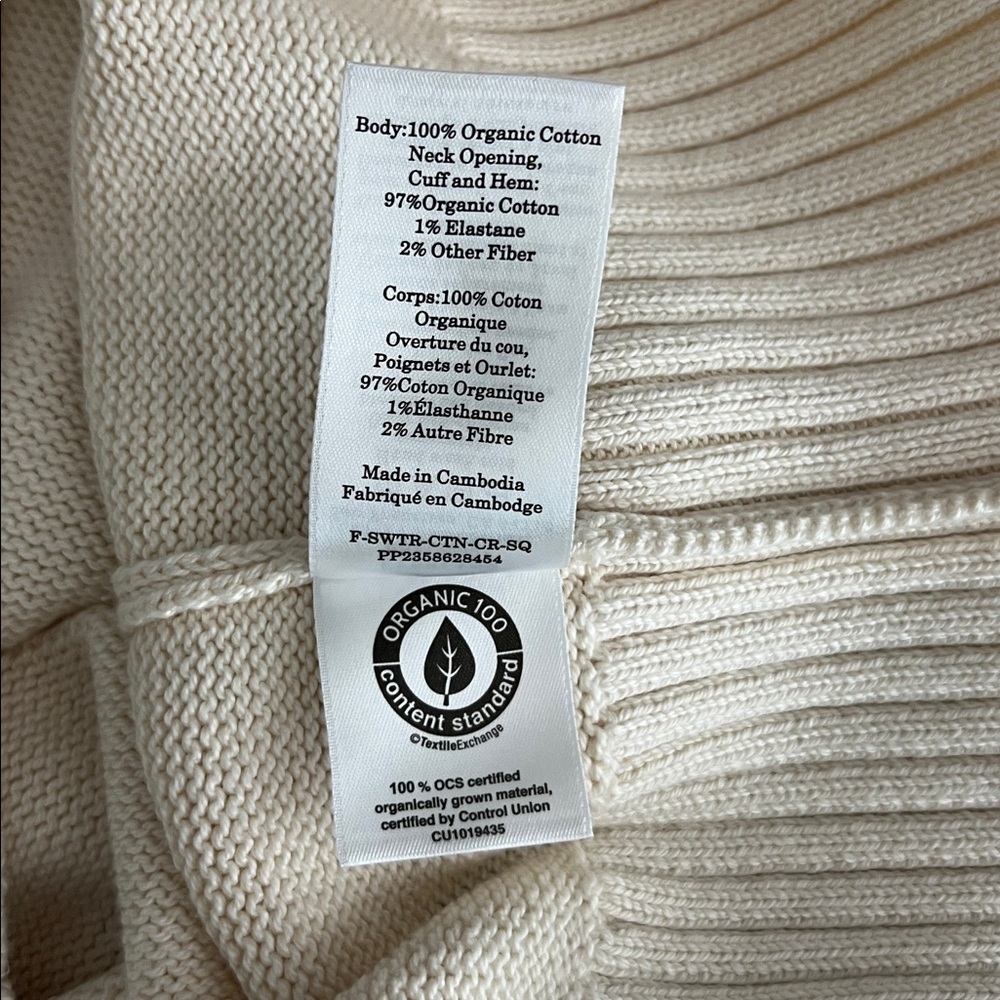 Body:100% Organic Cotton
Neck Opening,
Cuff and Hem:
97%Organic Cotton
1% Elastane
2% Other Fiber
Corps:100% Coton
Organique
Overture du cou,
Poignets et Ourlet:
97%Coton Organique
1%Élasthanne
2% Autre Fibre
Made in Cambodia
Fabriqué en Cambodge
F-SWTR-CTN-CR-SQ
PP2358628454
ORGANIC 100
content standard
©TextileExchange
100 % OCS certified
organically grown material,
certified by Control Union
CU1019435